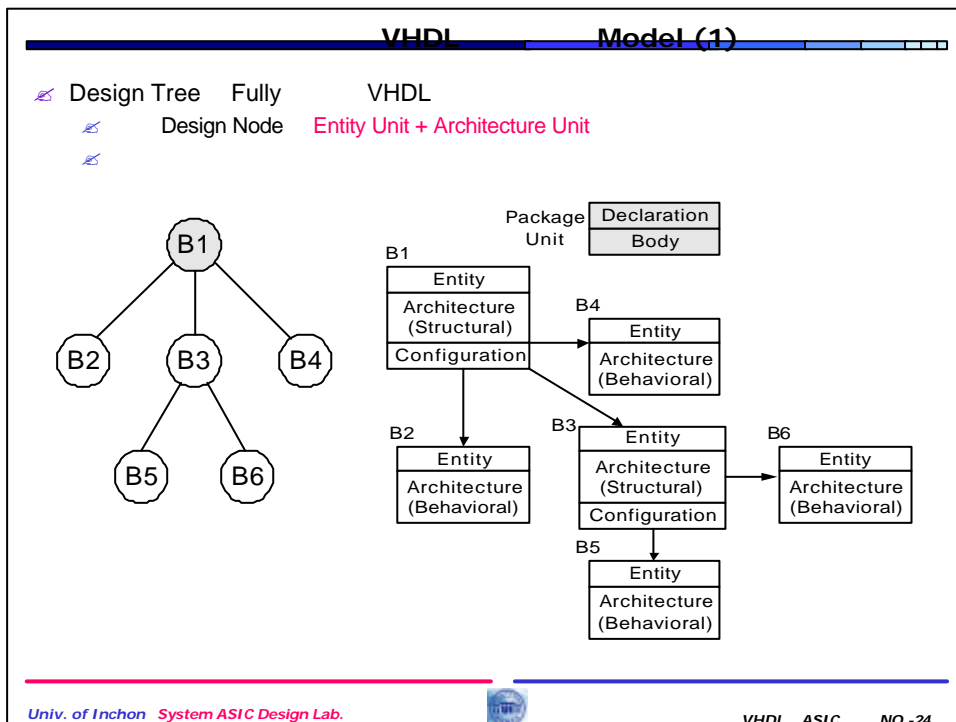 VHDL Model (1)
Design Tree Fully VHDL
Design Node Entity Unit + Architecture Unit
B1
B2 B3 B4
B5 B6
Package
Unit
Declaration
Body
B1
Entity
Architecture
(Structural)
Configuration
B4
Entity
Architecture
(Behavioral)
B2
Entity
Architecture
(Behavioral)
B3
Entity
Architecture
(Structural)
Configuration
B6
Entity
Architecture
(Behavioral)
B5
Entity
Architecture
(Behavioral)
Univ. of Inchon System ASIC Design Lab.
VHDL ASIC NO.-24